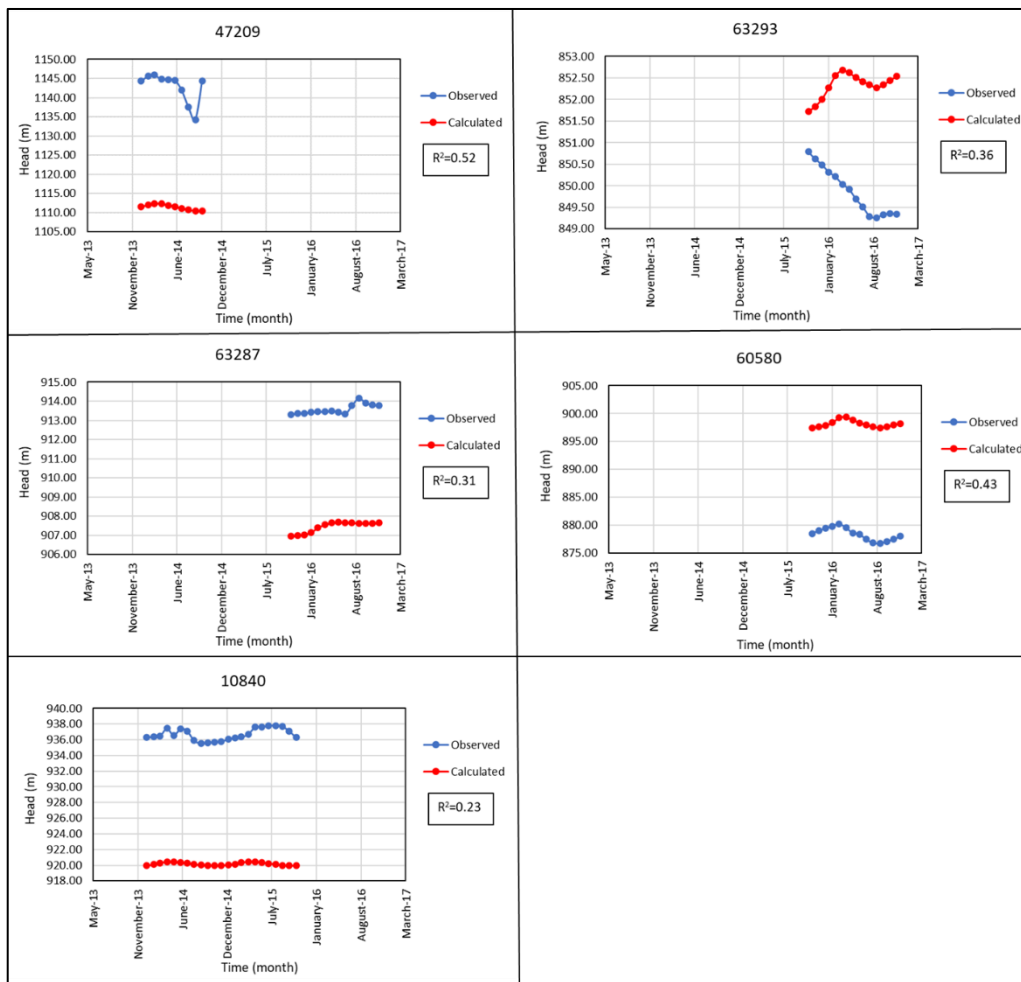 47209
1150.00
1145.00
1140.00
1135.00
1130.00
1125.00
1120.00
1115.00
1110.00
1105.00
Head (m)
May-13
November-13
June-14
December-14
July-15
January-16
August-16
March-17
Time (month)
Observed
Calculated
R²=0.52
63293
853.00
852.50
852.00
851.50
851.00
850.50
850.00
849.50
849.00
Head (m)
May-13
November-13
June-14
December-14
July-15
January-16
August-16
March-17
Time (month)
Observed
Calculated
R²=0.36
63287
915.00
914.00
913.00
912.00
911.00
910.00
909.00
908.00
907.00
906.00
Head (m)
May-13
November-13
June-14
December-14
July-15
January-16
August-16
March-17
Time (month)
Observed
Calculated
R²=0.31
60580
905.00
900.00
895.00
890.00
885.00
880.00
875.00
Head (m)
May-13
November-13
June-14
December-14
July-15
January-16
August-16
March-17
Time (month)
Observed
Calculated
R²=0.43
10840
940.00
938.00
936.00
934.00
932.00
930.00
928.00
926.00
924.00
922.00
920.00
918.00
Head (m)
May-13
November-13
June-14
December-14
July-15
January-16
August-16
March-17
Time (month)
Observed
Calculated
R²=0.23